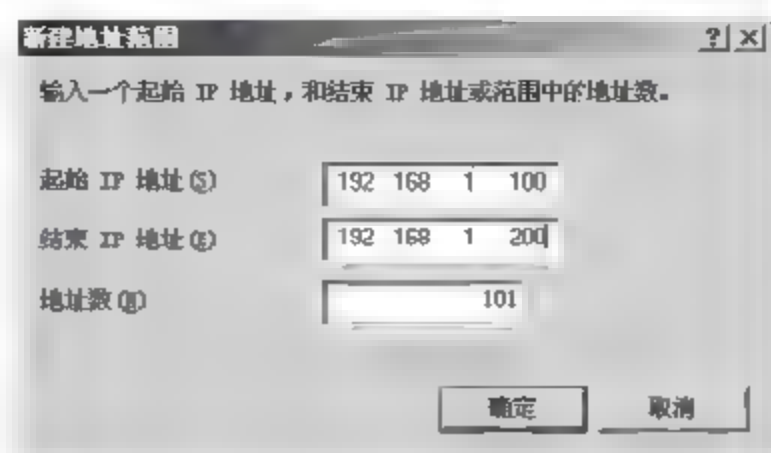 新建地址范围
输入一个起始 IP 地址，和结束 IP 地址或范围中的地址数。
起始 IP 地址(S) 192 168 1 100
结束 IP 地址(E) 192 168 1 200
地址数(N) 101
确定 取消